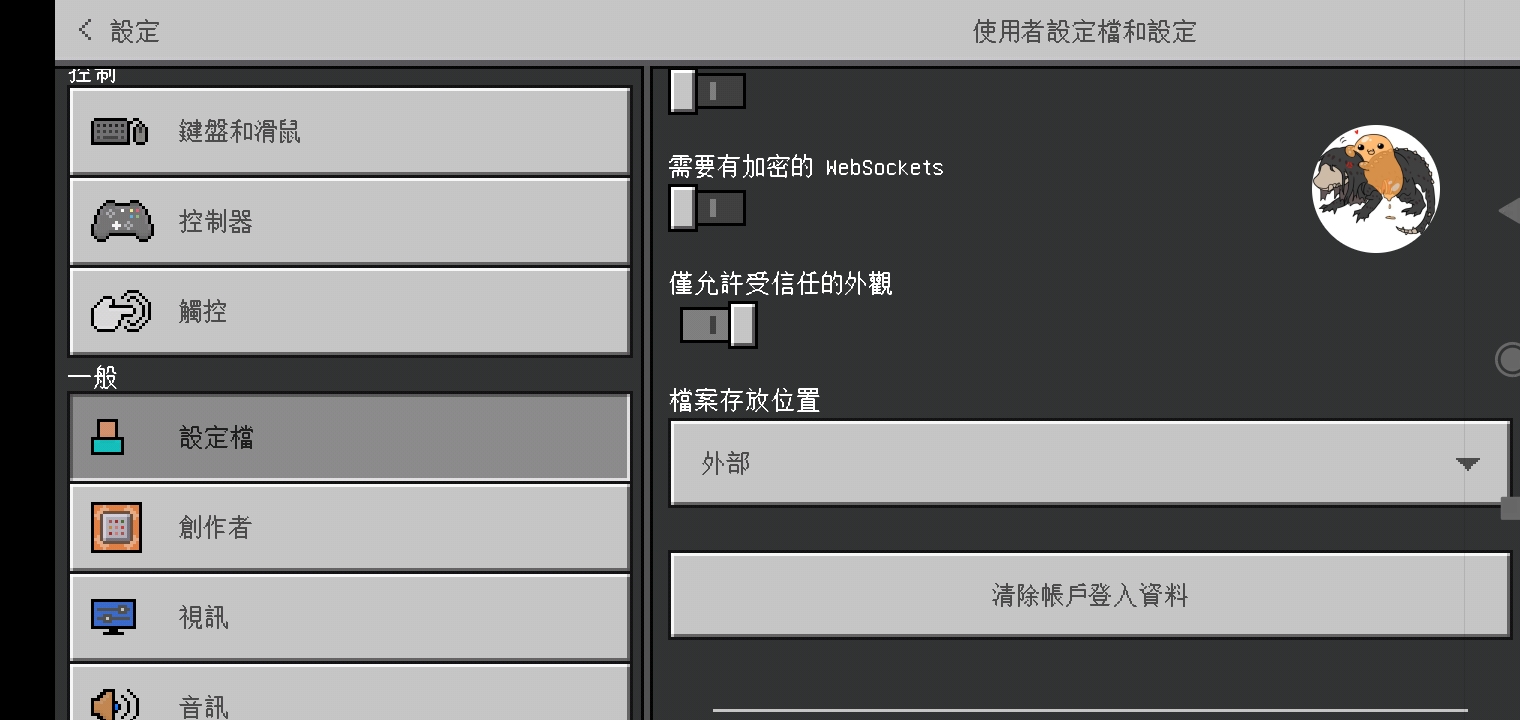 設定
使用者設定檔和設定
控制
鍵盤和滑鼠
控制器
觸控
一般
設定檔
創作者
視訊
音訊
需要有加密的 WebSockets
僅允許受信任的外觀
檔案存放位置
外部
清除帳戶登入資料